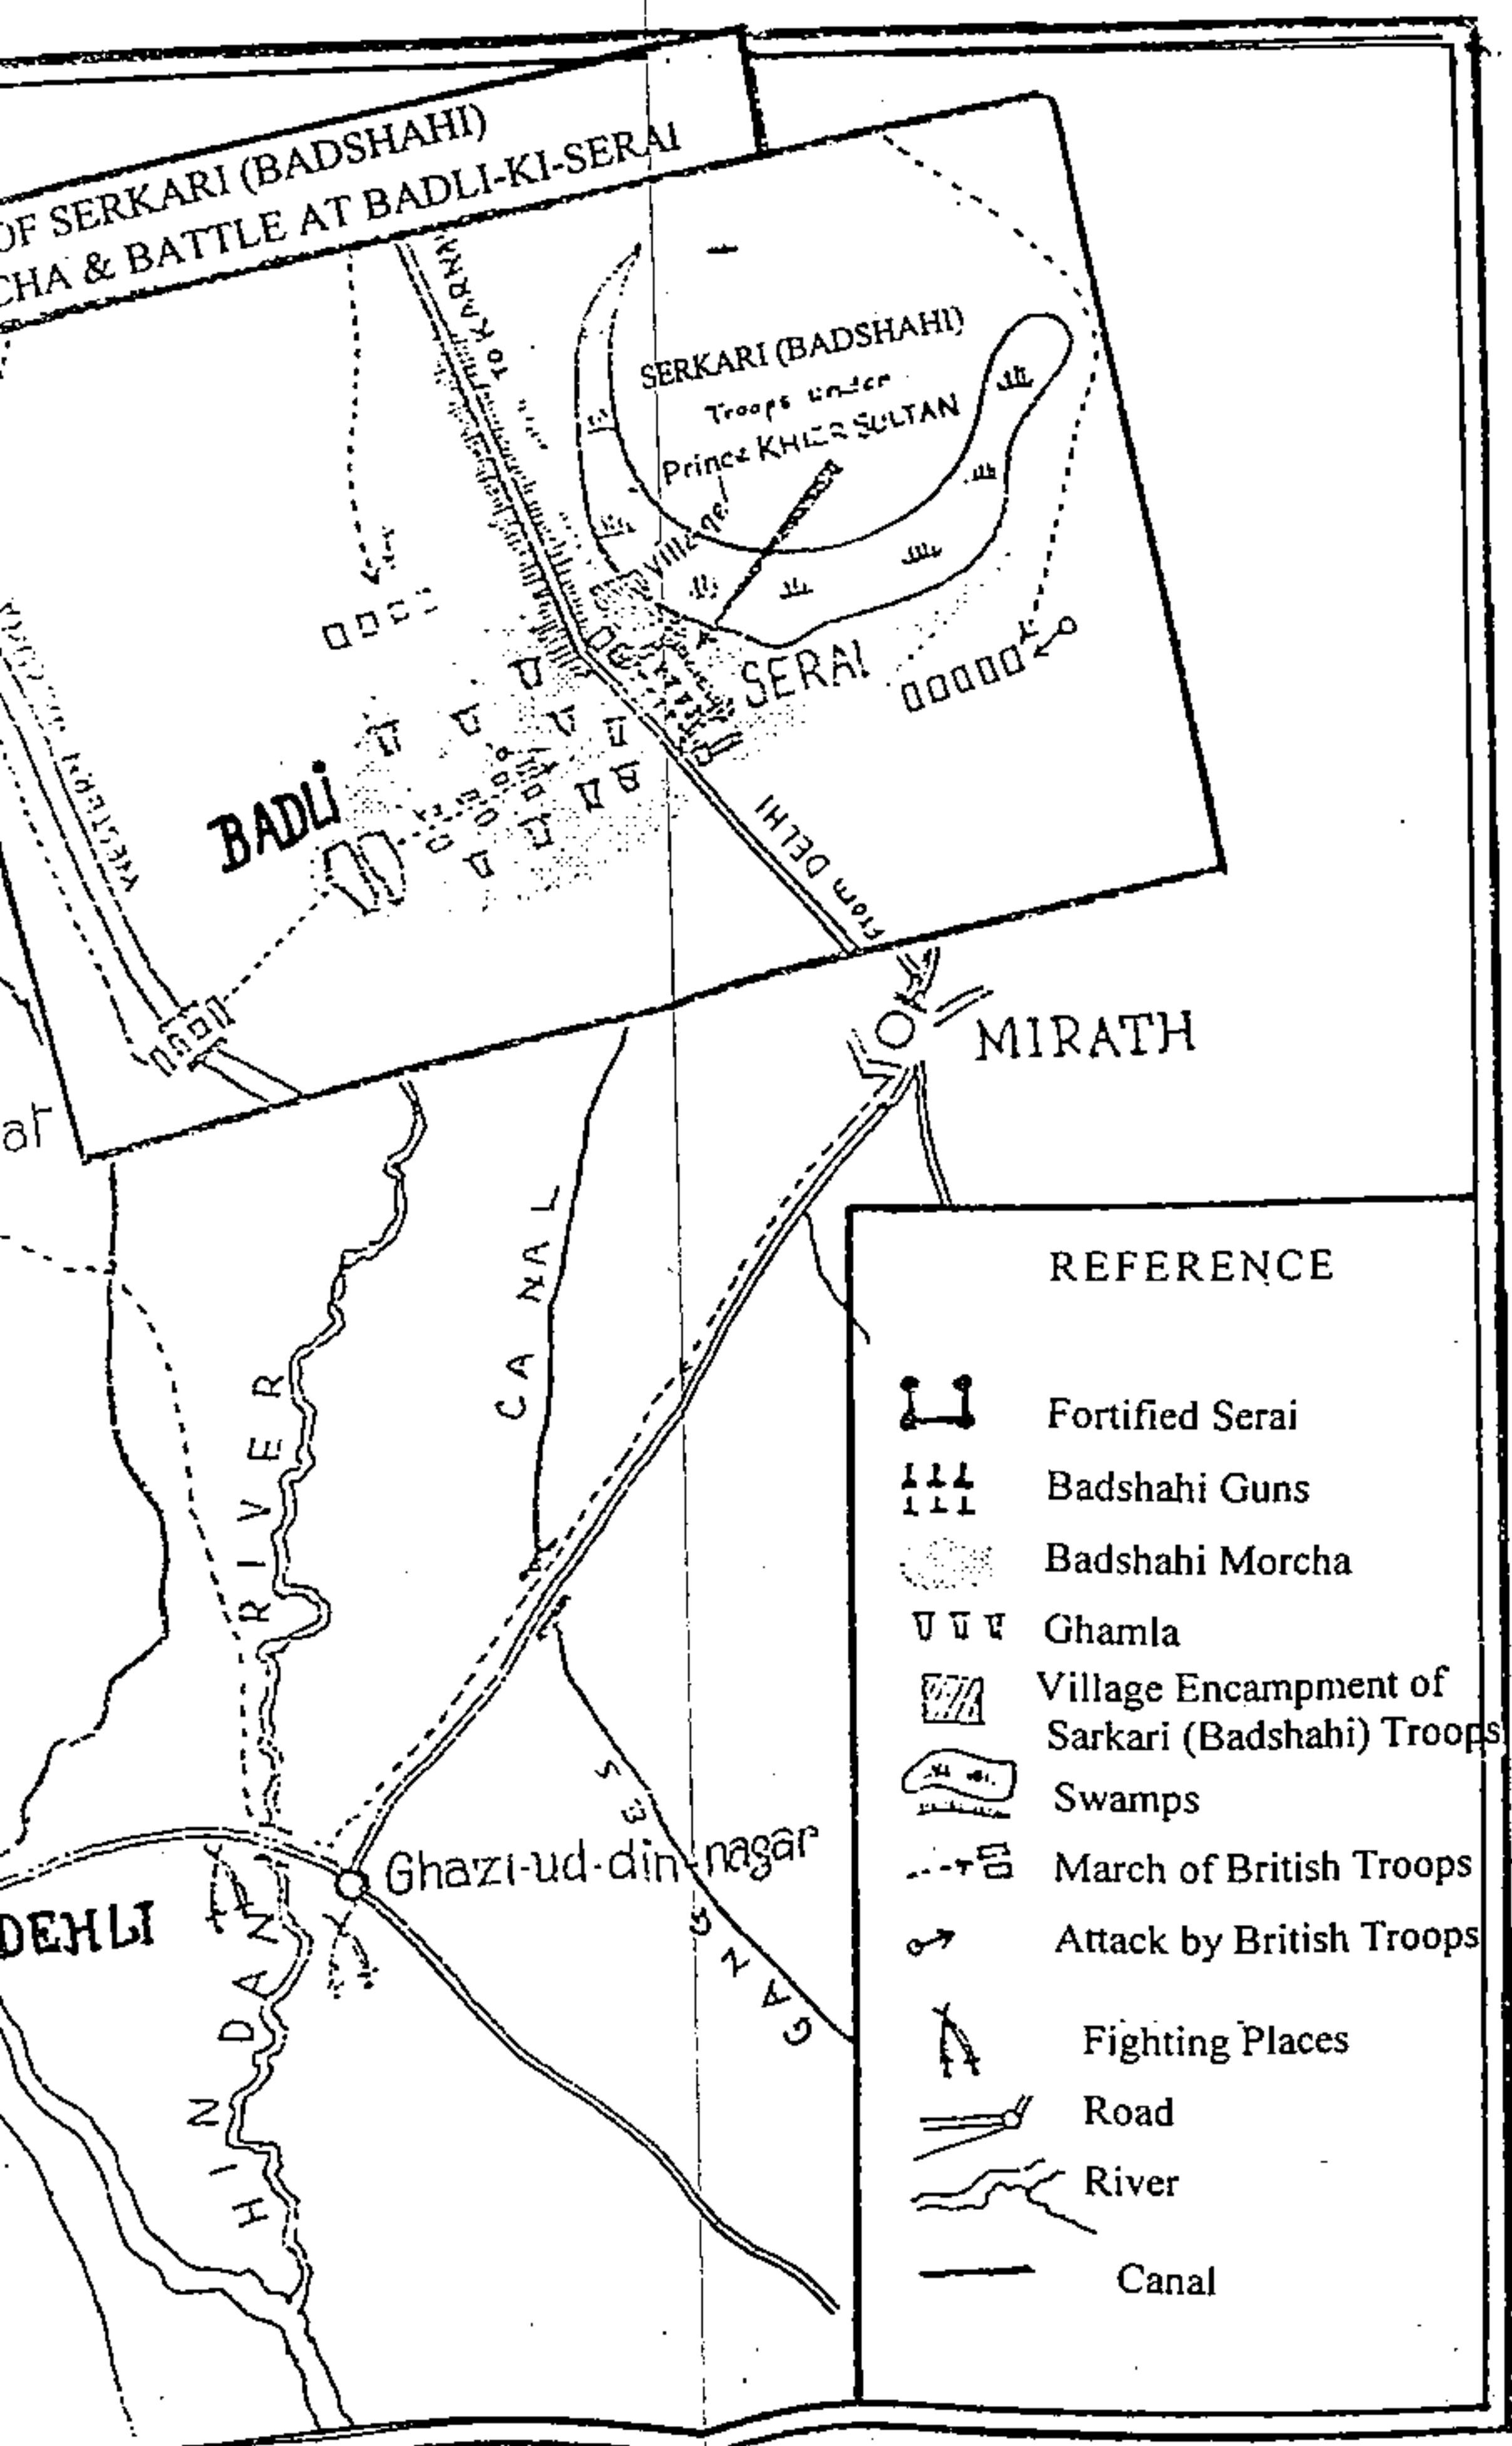 OF SERKARI (BADSHAHI)
CHA & BATTLE AT BADLI-KI-SERAI
TO KARNA
SERKARI (BADSHAHI)
Troops under
Prince KHIZR SULTAN
Village
SERAI
BADLI
WESTERN
From DELHI
MIRATH
at
CANAL
RIVER
HINDAN
GANGES
Ghazi-ud-din-nagar
DEHLI
REFERENCE
Fortified Serai
Badshahi Guns
Badshahi Morcha
Ghamla
Village Encampment of
Sarkari (Badshahi) Troops
Swamps
March of British Troops
Attack by British Troops
Fighting Places
Road
River
Canal